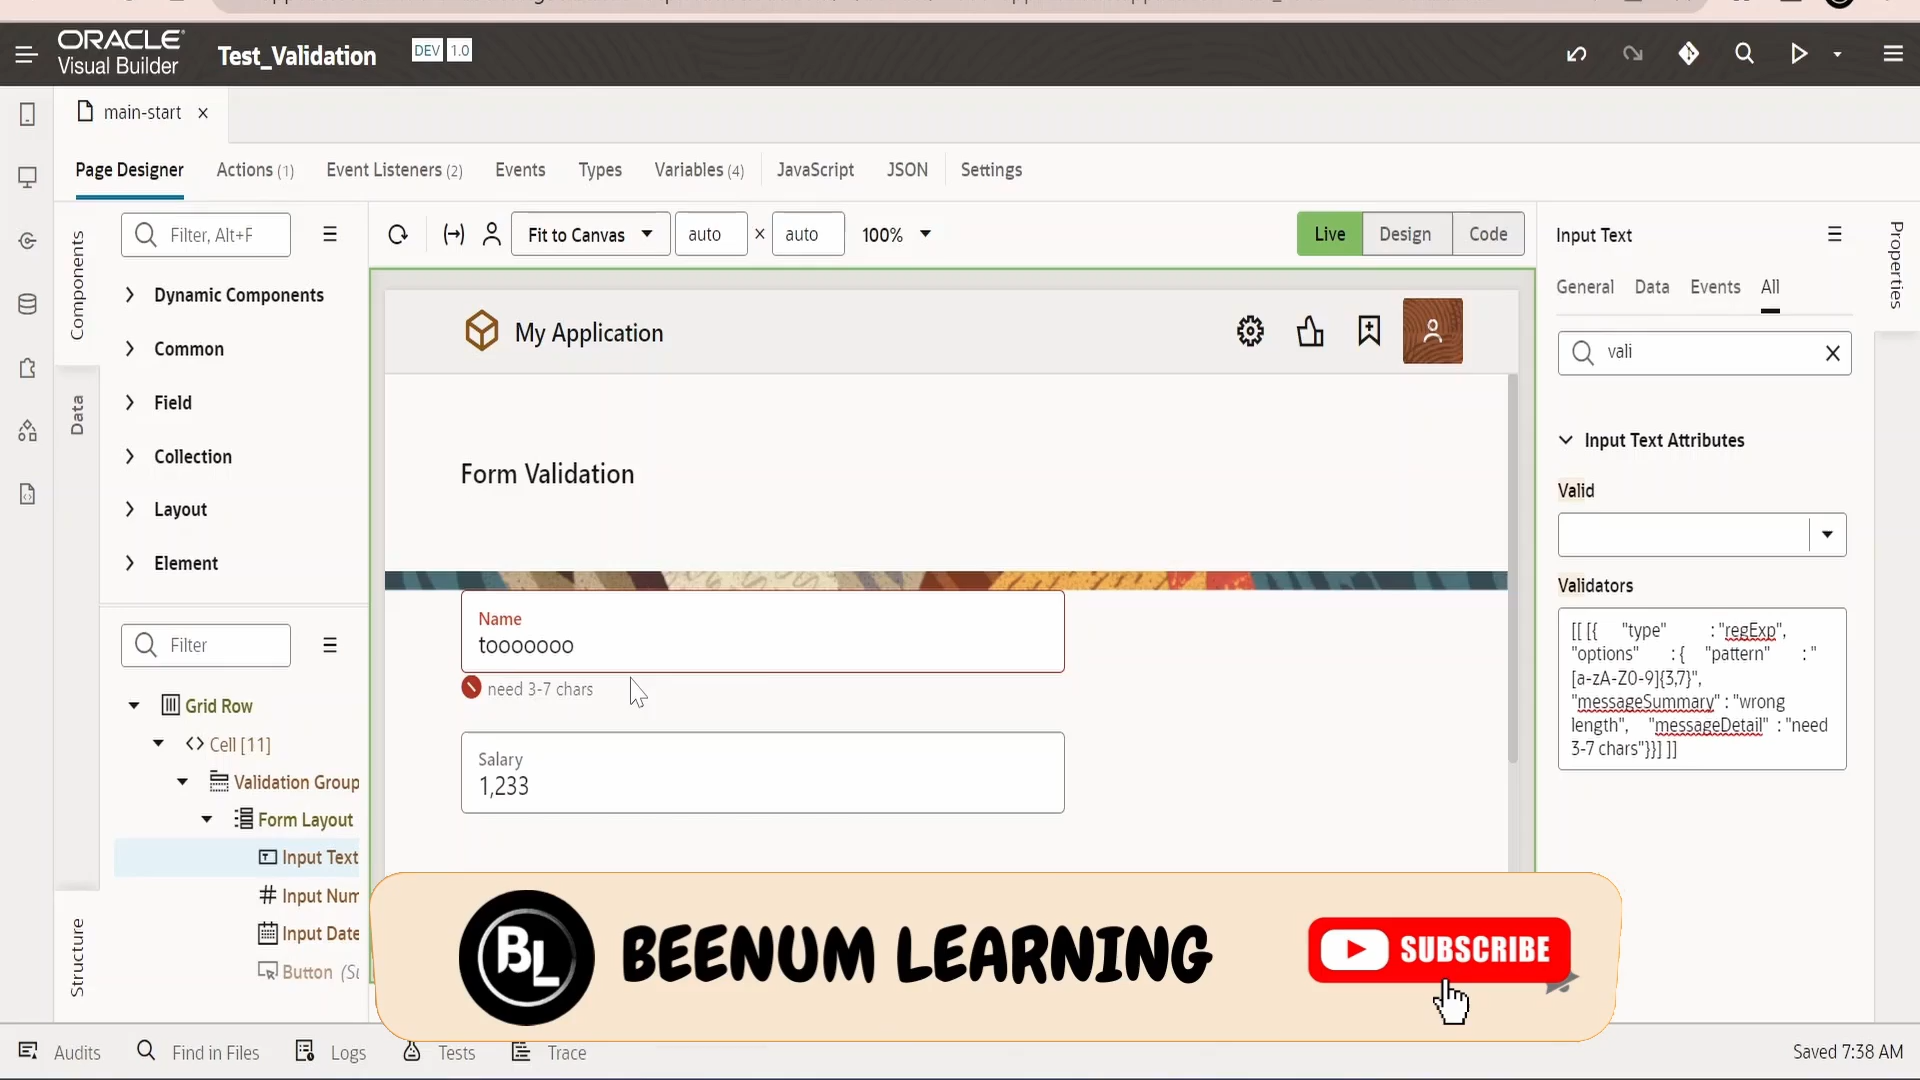 ORACLE
Visual Builder
Test_Validation
DEV 1.0
main-start
Page Designer
Actions (1)
Event Listeners (2)
Events
Types
Variables (4)
JavaScript
JSON
Settings
Components
Data
Structure
Filter, Alt+F
Dynamic Components
Common
Field
Collection
Layout
Element
Filter
Grid Row
Cell [11]
Validation Group
Form Layout
Input Text
Input Num
Input Date
Button (Su
Fit to Canvas
auto × auto
100%
Live
Design
Code
My Application
Form Validation
Name
tooooooo
need 3-7 chars
Salary
1,233
Input Text
Properties
General
Data
Events
All
vali
Input Text Attributes
Valid
Validators
[[ [{ "type" : "regExp",
"options" : { "pattern" : "
[a-zA-Z0-9]{3,7}",
"messageSummary" : "wrong
length", "messageDetail" : "need
3-7 chars"}}] ]]
BL
BEENUM LEARNING
SUBSCRIBE
Audits
Find in Files
Logs
Tests
Trace
Saved 7:38 AM